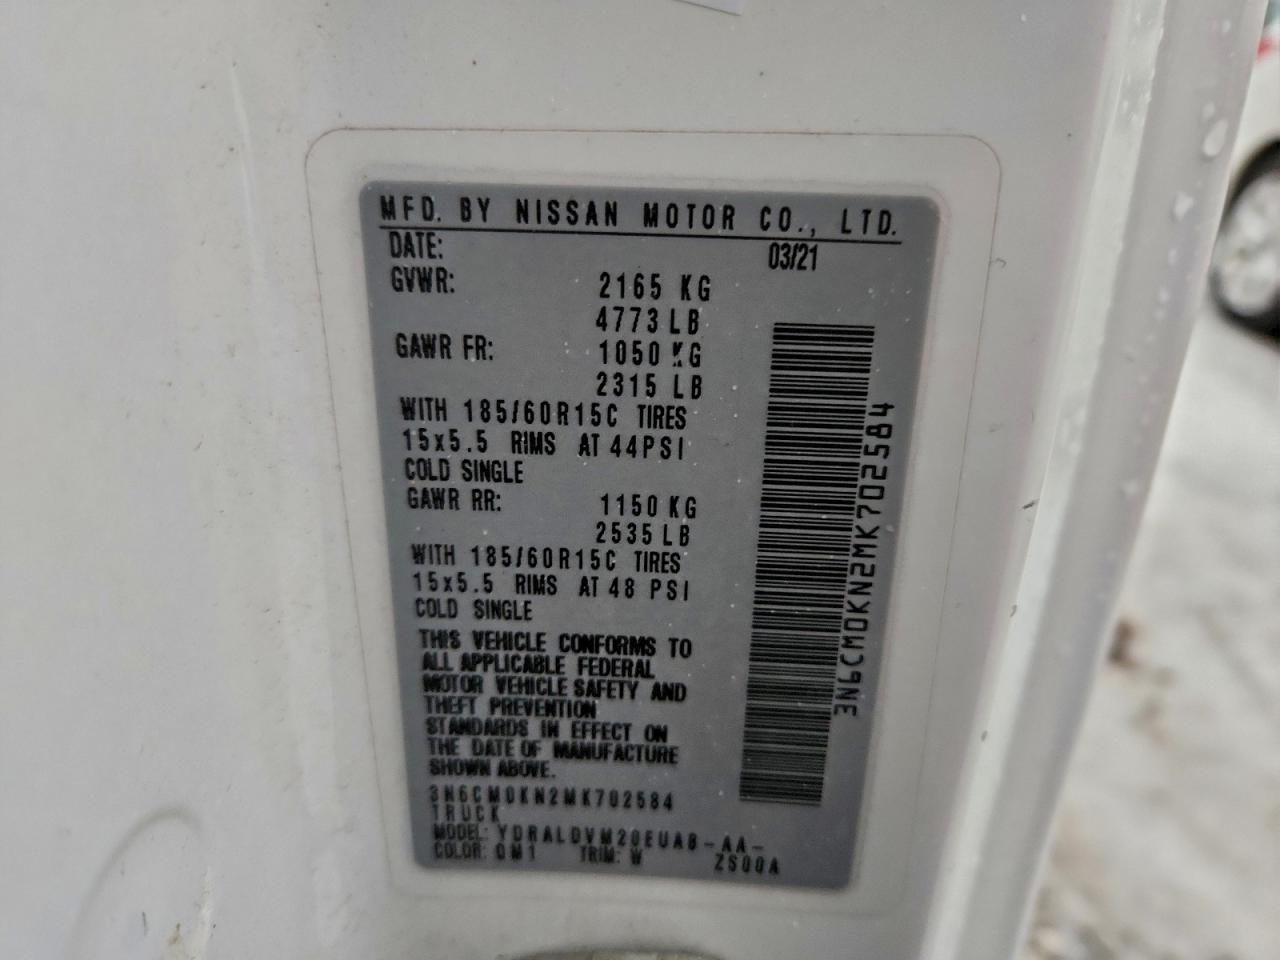 MFD. BY NISSAN MOTOR CO., LTD.
DATE: 03/21
GVWR: 2165 KG
4773 LB
GAWR FR: 1050 KG
2315 LB
WITH 185/60R15C TIRES
15x5.5 RIMS AT 44PSI
COLD SINGLE
GAWR RR: 1150 KG
2535 LB
WITH 185/60R15C TIRES
15x5.5 RIMS AT 48 PSI
COLD SINGLE
THIS VEHICLE CONFORMS TO
ALL APPLICABLE FEDERAL
MOTOR VEHICLE SAFETY AND
THEFT PREVENTION
STANDARDS IN EFFECT ON
THE DATE OF MANUFACTURE
SHOWN ABOVE.
3N6CM0KN2MK702584
TRUCK
MODEL: YDRALDVM20EUAB-AA-
COLOR: QM1 TRIM: W ZS00A
3N6CM0KN2MK702584